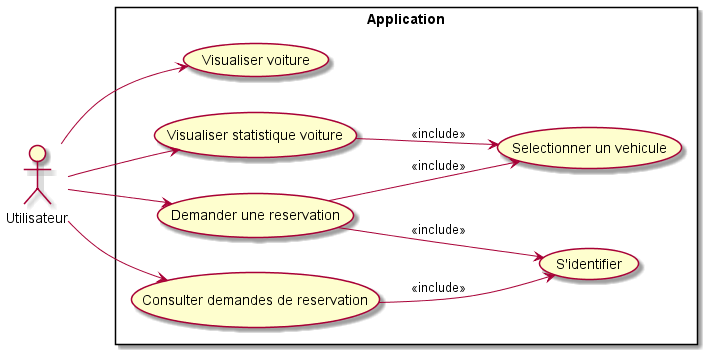 Application
Visualiser voiture
Visualiser statistique voiture
«include»
Selectionner un vehicule
«include»
Utilisateur
Demander une reservation
«include»
S'identifier
«include»
Consulter demandes de reservation